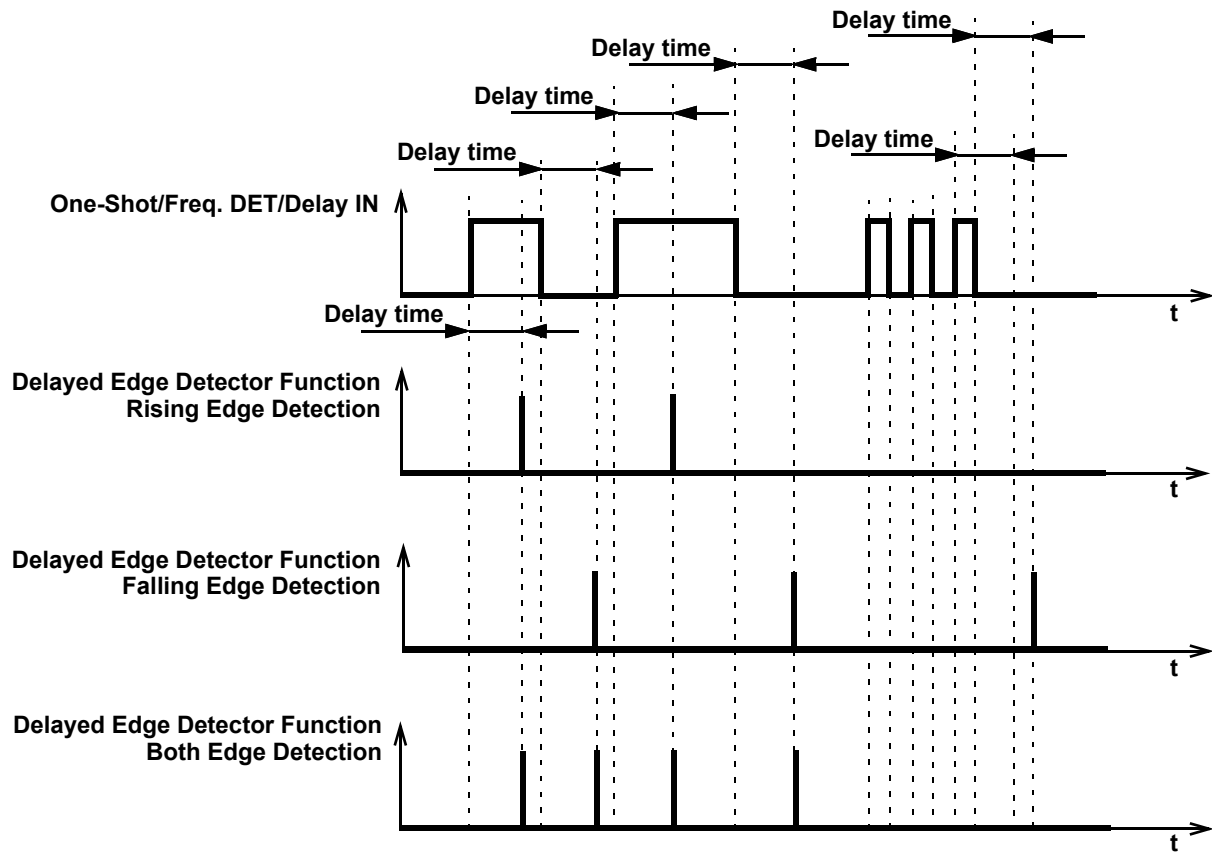 Delay time
Delay time
Delay time
Delay time
Delay time
One-Shot/Freq. DET/Delay IN
t
Delay time
Delayed Edge Detector Function
Rising Edge Detection
t
Delayed Edge Detector Function
Falling Edge Detection
t
Delayed Edge Detector Function
Both Edge Detection
t